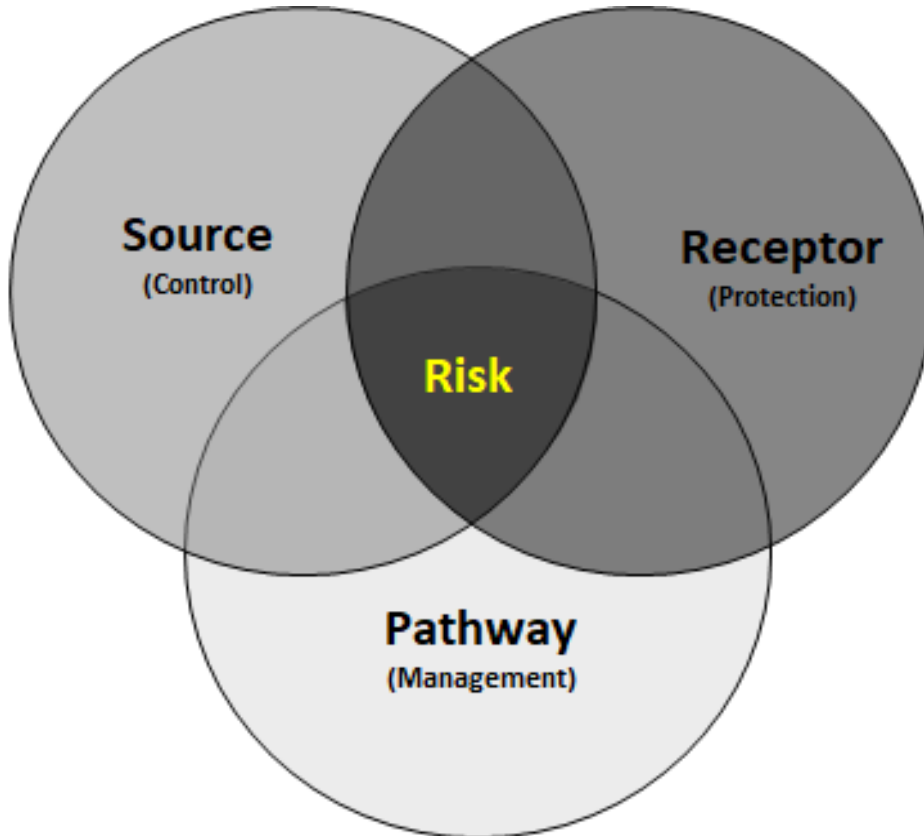 Source
(Control)
Receptor
(Protection)
Risk
Pathway
(Management)